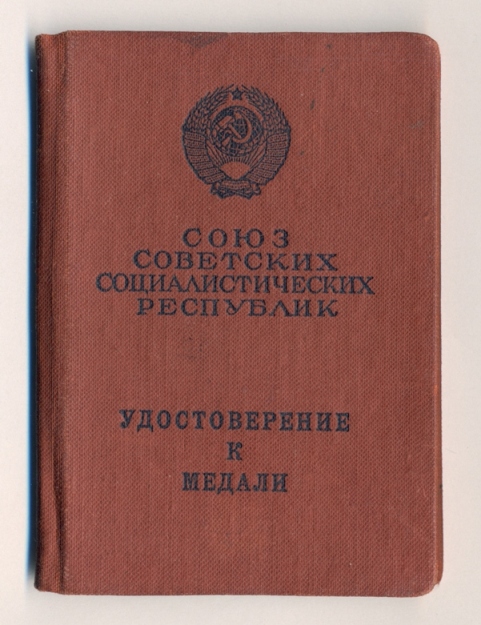 СОЮЗ
СОВЕТСКИХ
СОЦИАЛИСТИЧЕСКИХ
РЕСПУБЛИК
УДОСТОВЕРЕНИЕ
К
МЕДАЛИ